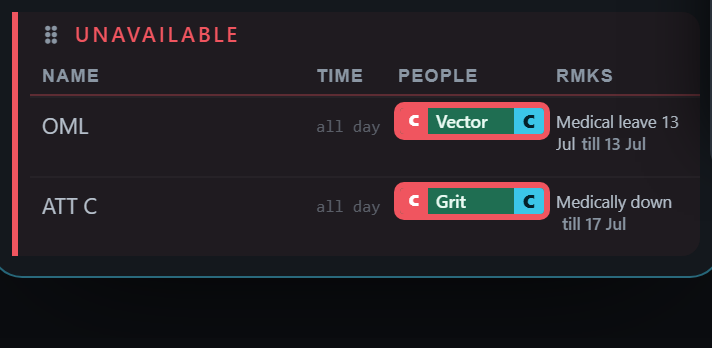 UNAVAILABLE
NAME TIME PEOPLE RMKS
OML all day C Vector C Medical leave 13
Jul till 13 Jul
ATT C all day C Grit C Medically down
till 17 Jul